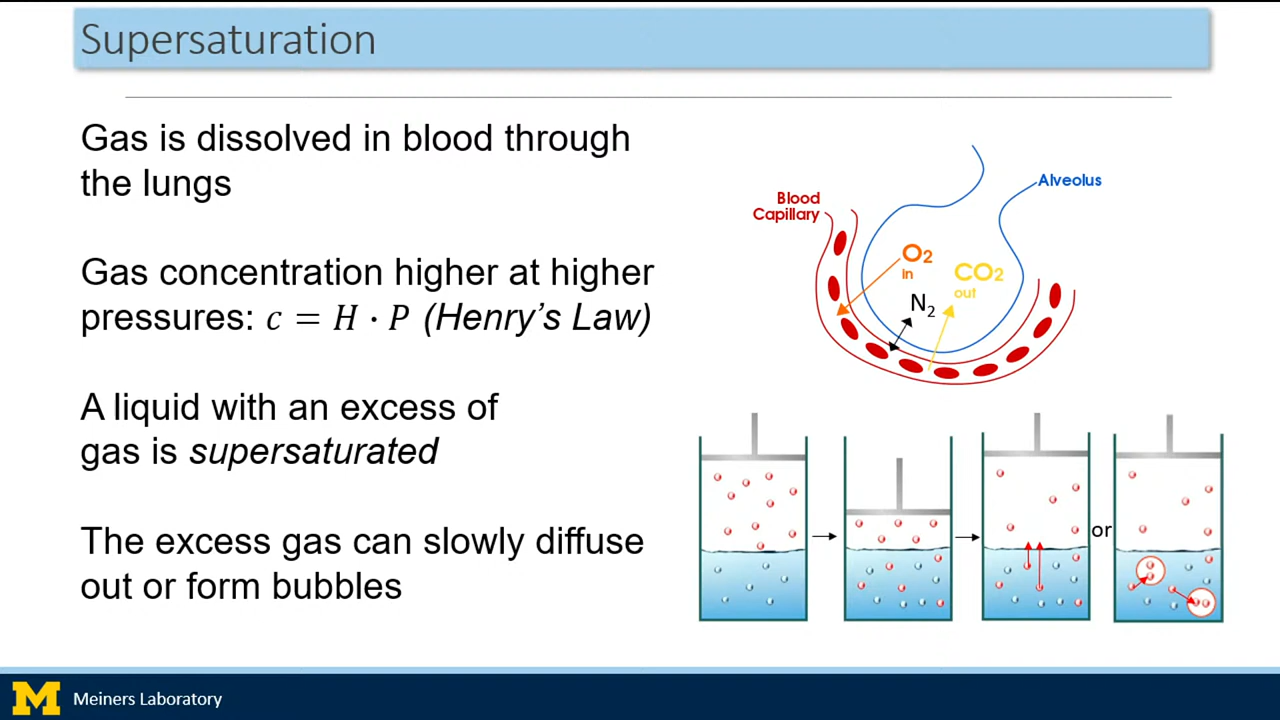 Supersaturation
Gas is dissolved in blood through
the lungs
Gas concentration higher at higher
pressures: c = H · P (Henry’s Law)
A liquid with an excess of
gas is supersaturated
The excess gas can slowly diffuse
out or form bubbles
Alveolus
Blood
Capillary
O2
in
CO2
out
N2
or
M
Meiners Laboratory